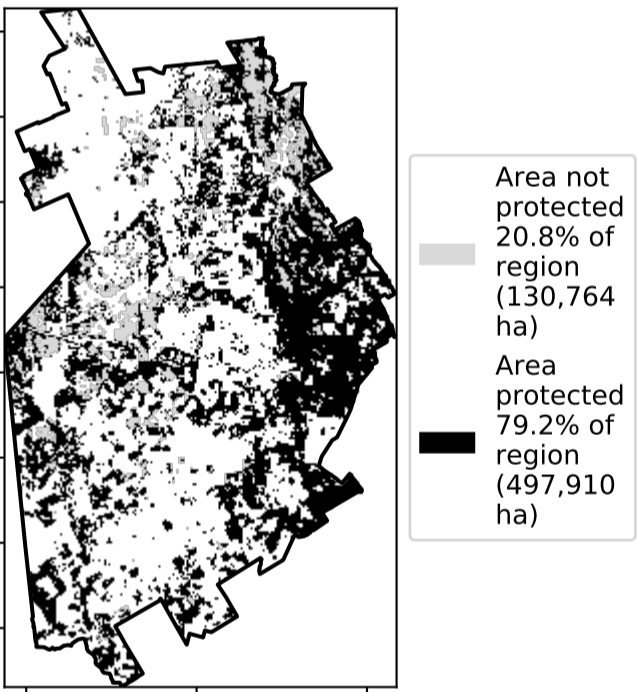 Area not
protected
20.8% of
region
(130,764
ha)
Area
protected
79.2% of
region
(497,910
ha)